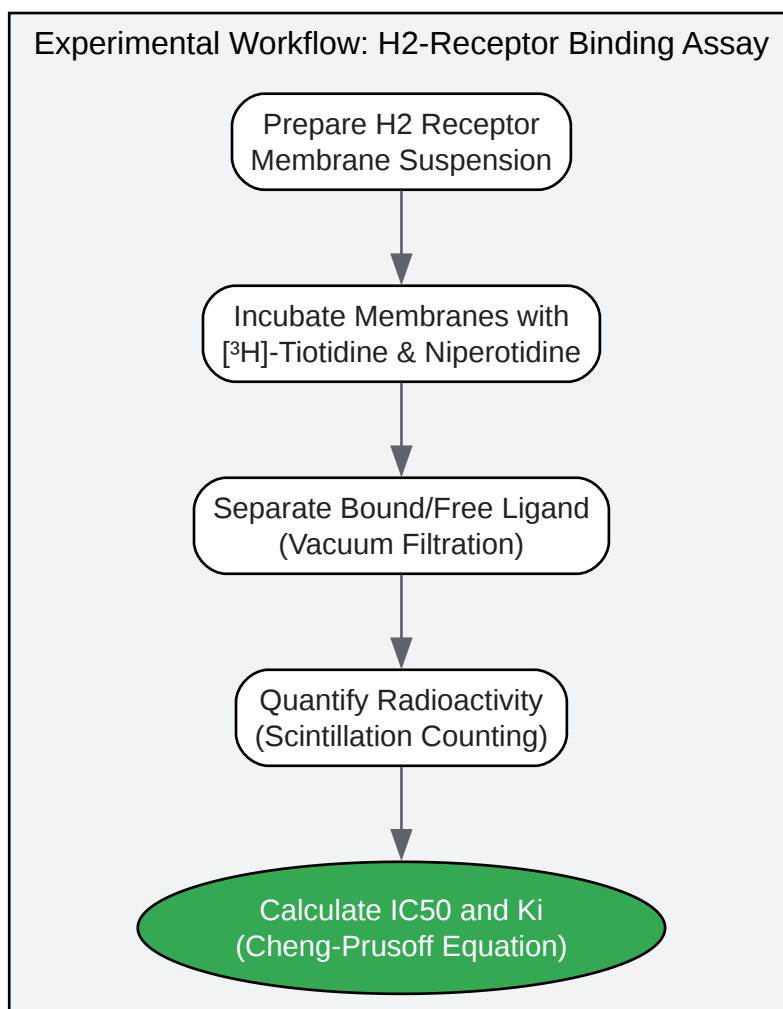 Experimental Workflow: H2-Receptor Binding Assay
Prepare H2 Receptor
Membrane Suspension
Incubate Membranes with
[³H]-Tiotidine & Niperotidine
Separate Bound/Free Ligand
(Vacuum Filtration)
Quantify Radioactivity
(Scintillation Counting)
Calculate IC50 and Ki
(Cheng-Prusoff Equation)